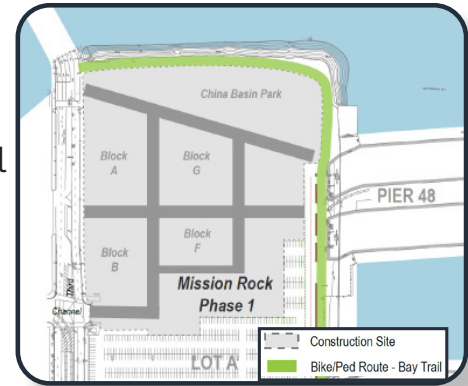 China Basin Park
Block
A
Block
G
Block
F
Block
B
PIER 48
Mission Rock
Phase 1
Third
Channel
LOT A
Construction Site
Bike/Ped Route - Bay Trail